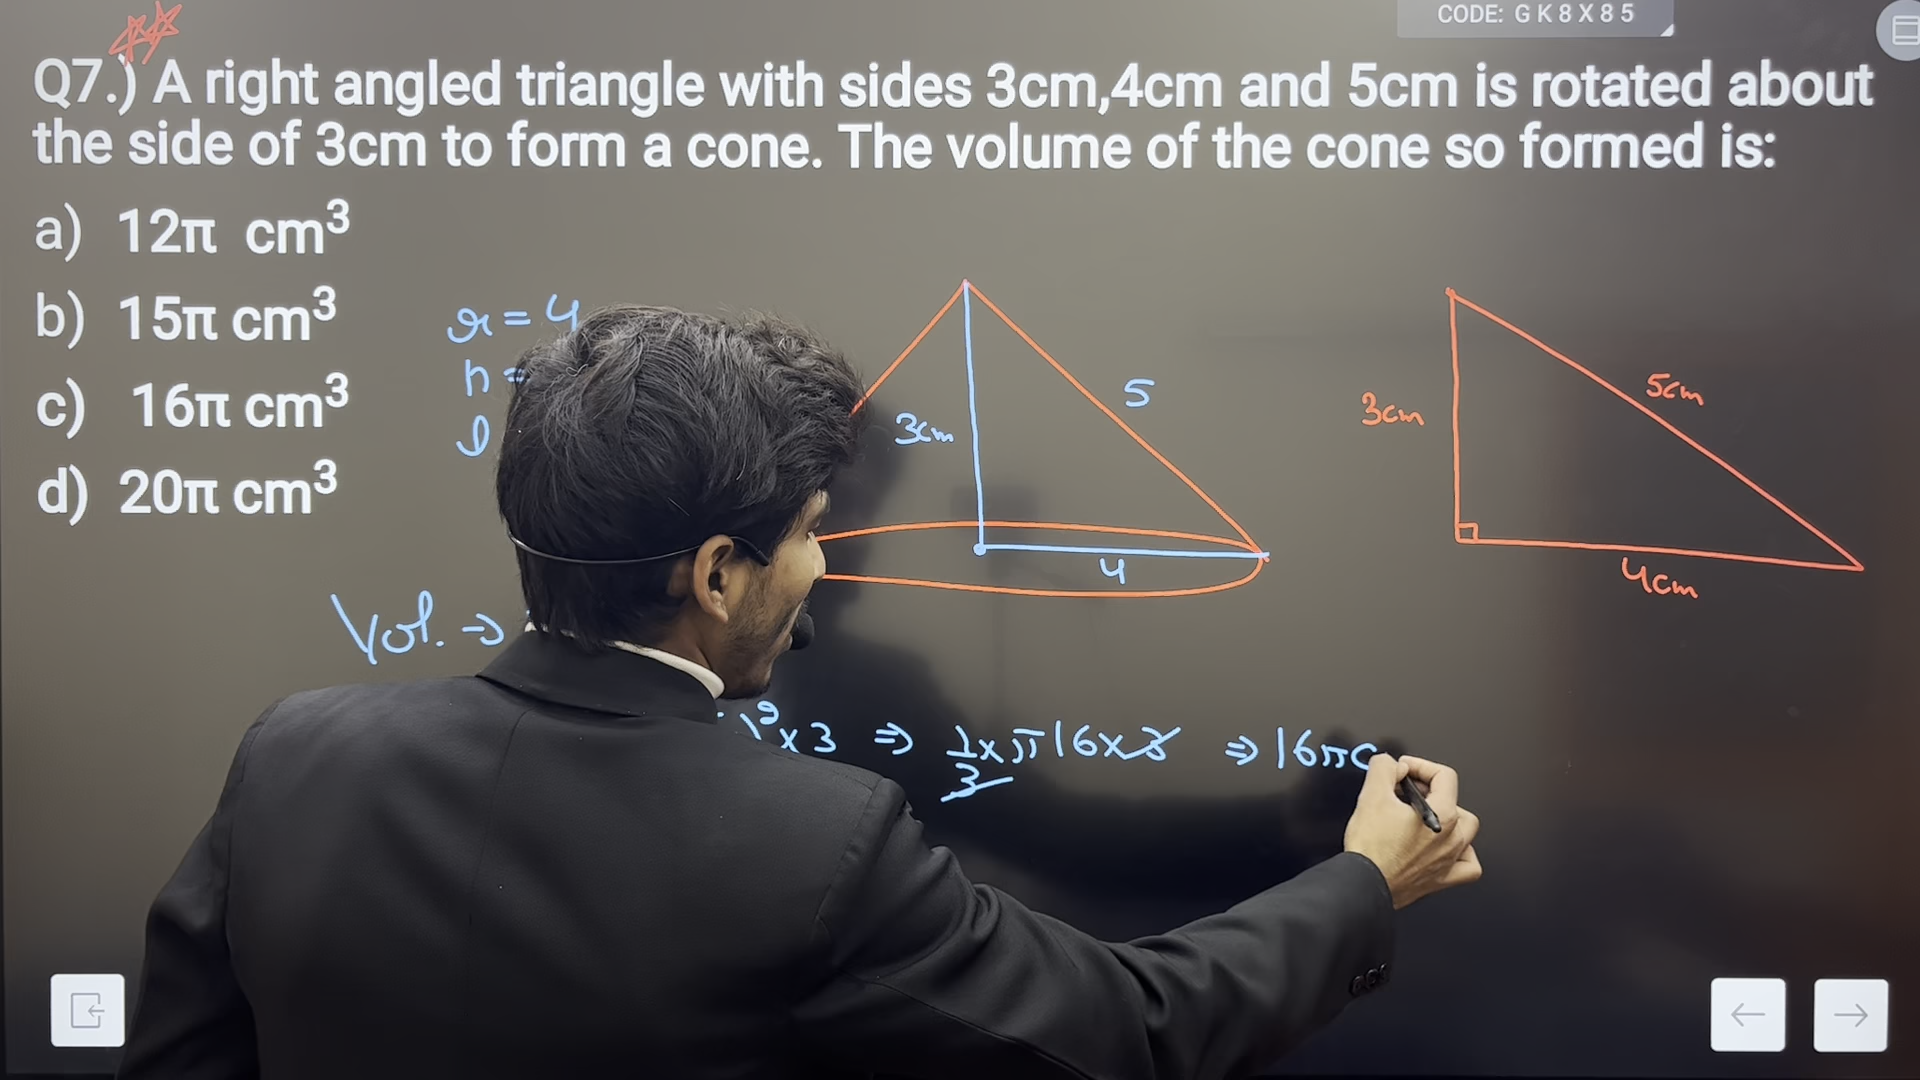 CODE: GK8X85
Q7.) A right angled triangle with sides 3cm,4cm and 5cm is rotated about
the side of 3cm to form a cone. The volume of the cone so formed is:
a) 12π cm³
b) 15π cm³
c) 16π cm³
d) 20π cm³
r = 4
h =
l
3cm
5
4
3cm
5cm
4cm
Vol. →
)² x 3 ⇒ 1/3 x π 16 x 3 ⇒ 16π c